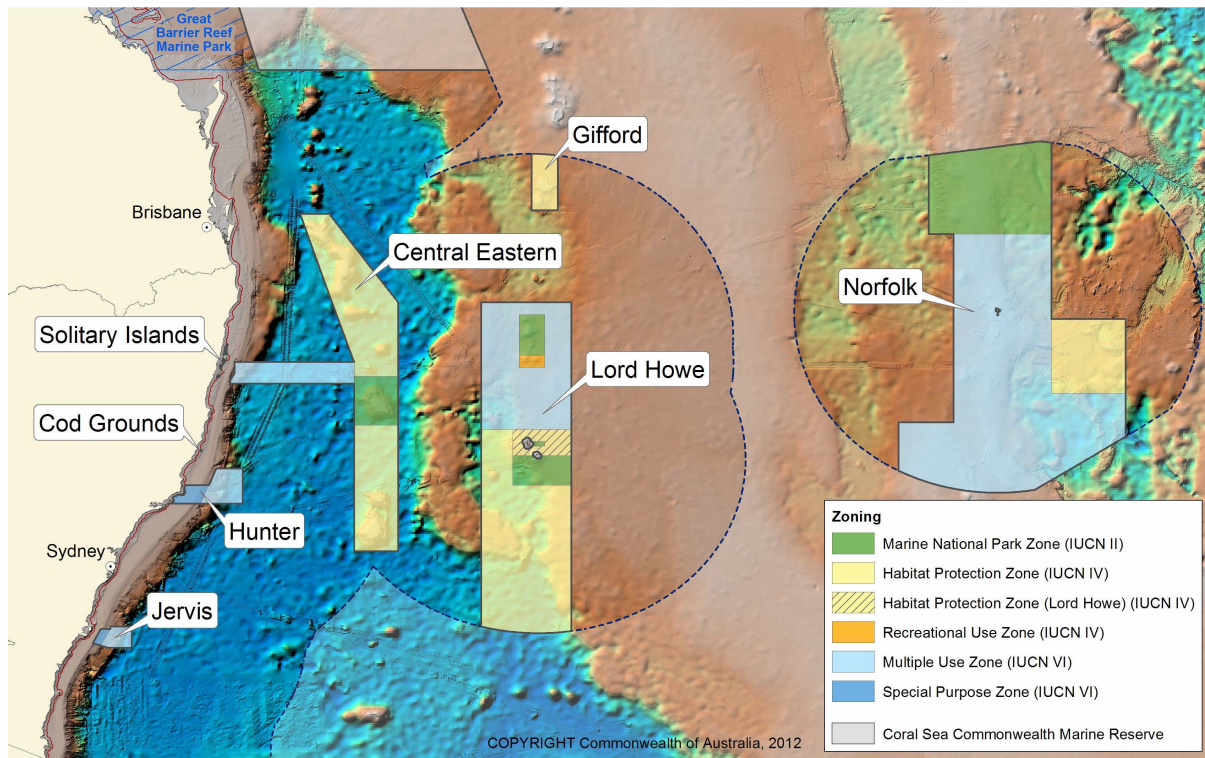 Great
Barrier Reef
Marine Park
Gifford
Brisbane
Central Eastern
Norfolk
Solitary Islands
Lord Howe
Cod Grounds
Hunter
Sydney
Jervis
Zoning
Marine National Park Zone (IUCN II)
Habitat Protection Zone (IUCN IV)
Habitat Protection Zone (Lord Howe) (IUCN IV)
Recreational Use Zone (IUCN IV)
Multiple Use Zone (IUCN VI)
Special Purpose Zone (IUCN VI)
Coral Sea Commonwealth Marine Reserve
COPYRIGHT Commonwealth of Australia, 2012